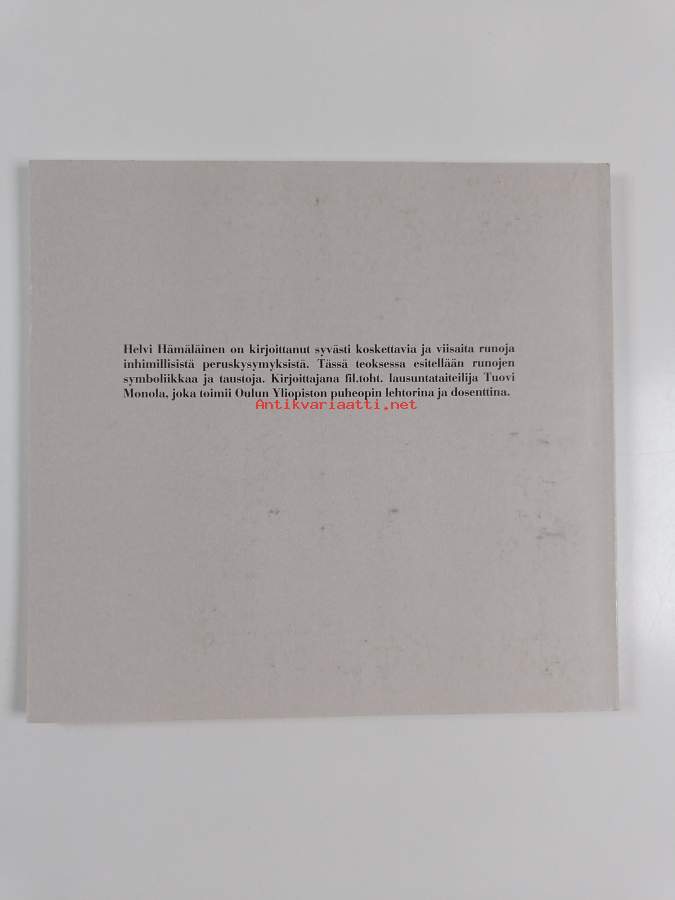 Helvi Hämäläinen on kirjoittanut syvästi koskettavia ja viisaita runoja
inhimillisistä peruskysymyksistä. Tässä teoksessa esitellään runojen
symboliikkaa ja taustoja. Kirjoittajana fil.toht. lausuntataiteilija Tuovi
Monola, joka toimii Oulun Yliopiston puheopin lehtorina ja dosenttina.
Antikvariaatti.net